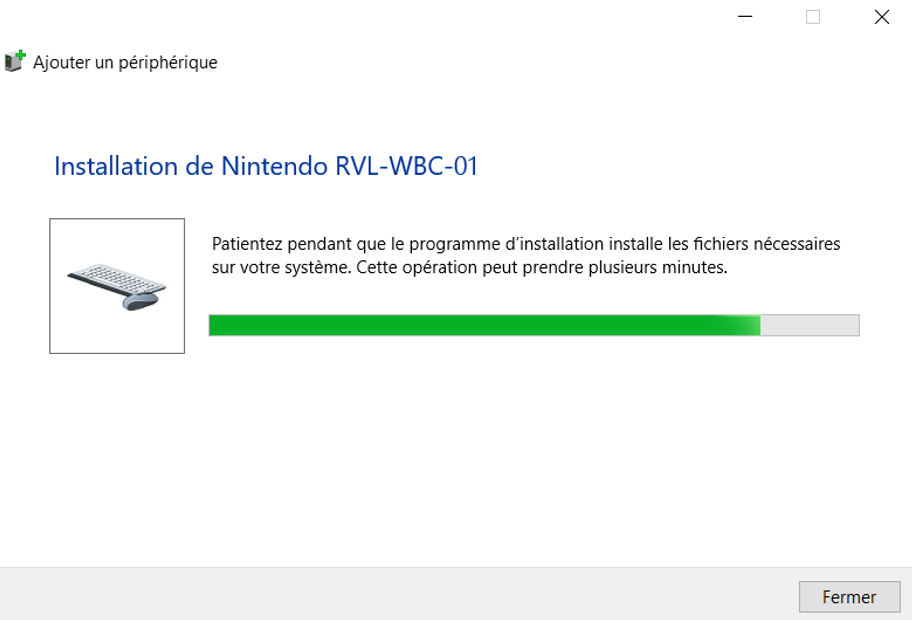 Ajouter un périphérique
Installation de Nintendo RVL-WBC-01
Patientez pendant que le programme d’installation installe les fichiers nécessaires
sur votre système. Cette opération peut prendre plusieurs minutes.
Fermer